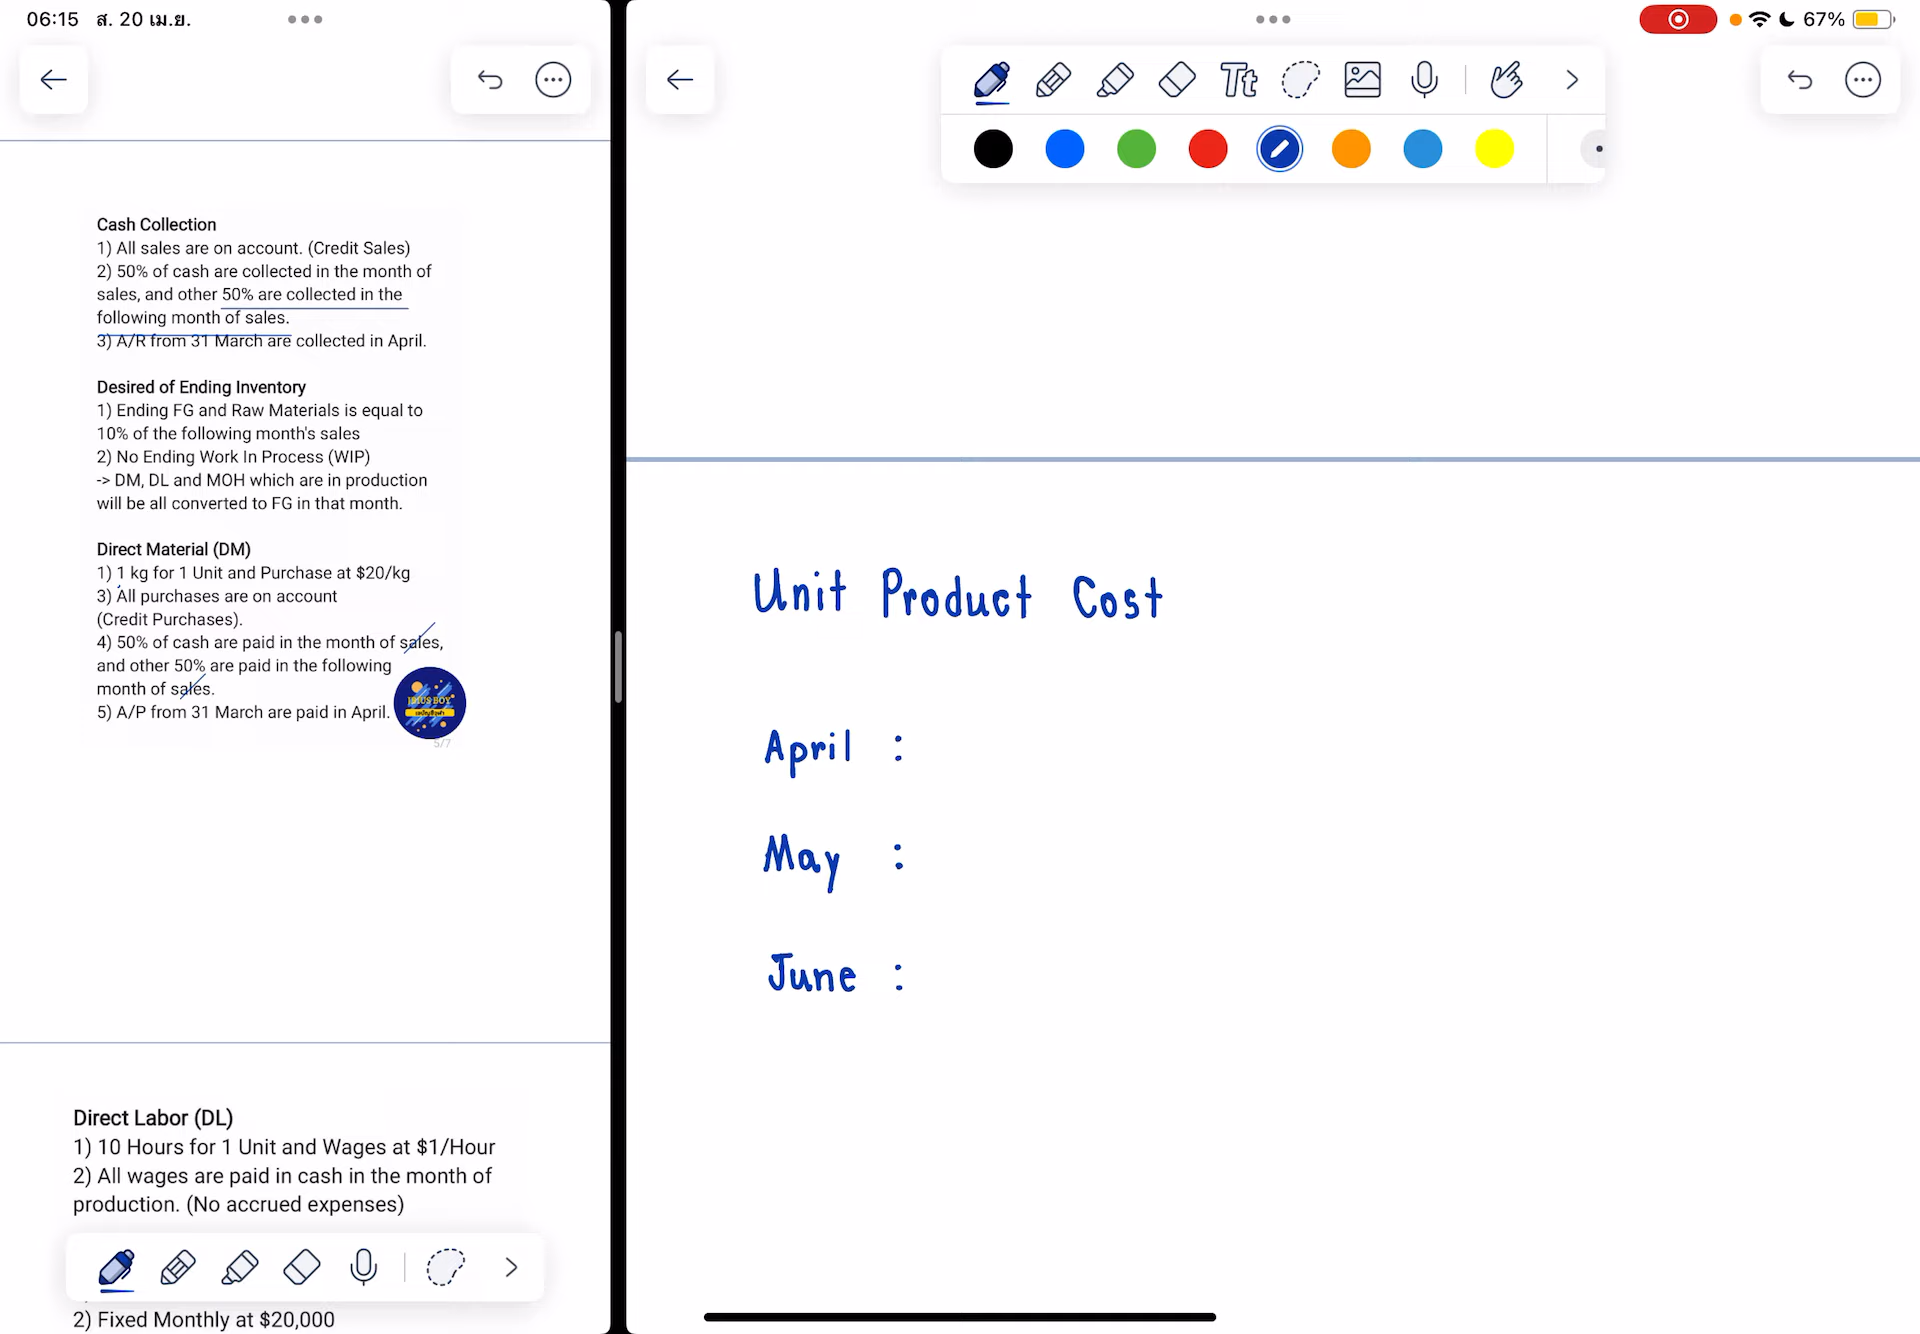 06:15 ส. 20 เม.ย.
67%
Tt
Cash Collection
1) All sales are on account. (Credit Sales)
2) 50% of cash are collected in the month of
sales, and other 50% are collected in the
following month of sales.
3) A/R from 31 March are collected in April.
Desired of Ending Inventory
1) Ending FG and Raw Materials is equal to
10% of the following month's sales
2) No Ending Work In Process (WIP)
-> DM, DL and MOH which are in production
will be all converted to FG in that month.
Direct Material (DM)
1) 1 kg for 1 Unit and Purchase at $20/kg
3) All purchases are on account
(Credit Purchases).
4) 50% of cash are paid in the month of sales,
and other 50% are paid in the following
month of sales.
5) A/P from 31 March are paid in April.
5/7
Direct Labor (DL)
1) 10 Hours for 1 Unit and Wages at $1/Hour
2) All wages are paid in cash in the month of
production. (No accrued expenses)
2) Fixed Monthly at $20,000
Unit Product Cost
April :
May :
June :